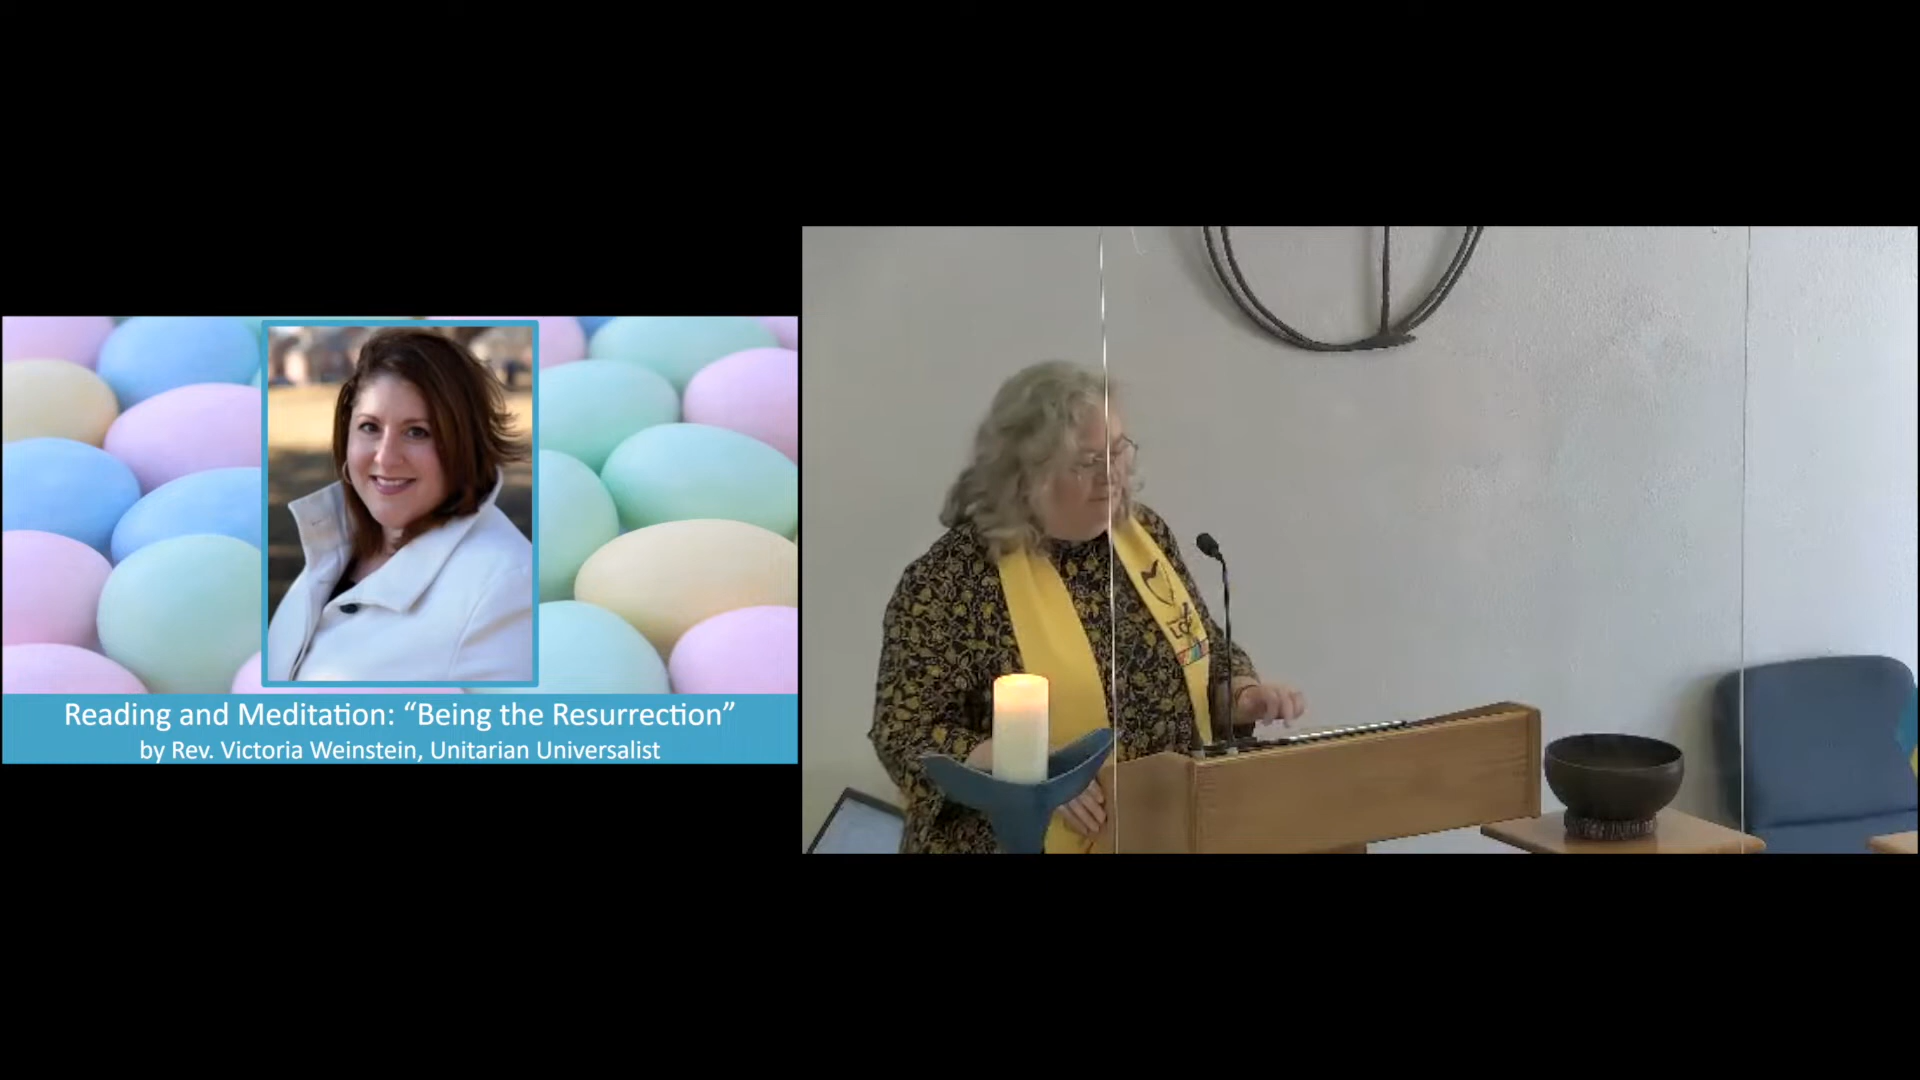 Reading and Meditation: “Being the Resurrection”
by Rev. Victoria Weinstein, Unitarian Universalist